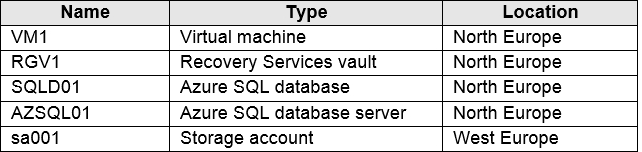 Name Type Location
VM1 Virtual machine North Europe
RGV1 Recovery Services vault North Europe
SQLD01 Azure SQL database North Europe
AZSQL01 Azure SQL database server North Europe
sa001 Storage account West Europe